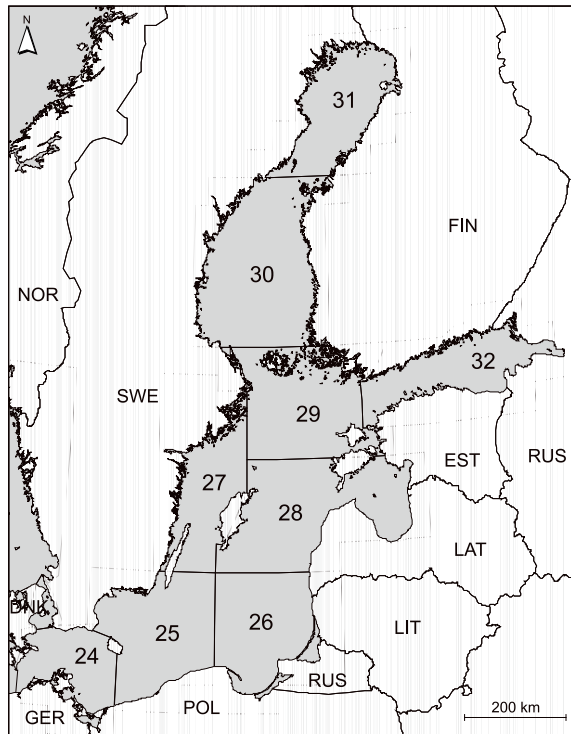 N
31
FIN
30
NOR
32
SWE
29
EST
RUS
27
28
LAT
DNK
25
26
LIT
24
RUS
POL
GER
200 km